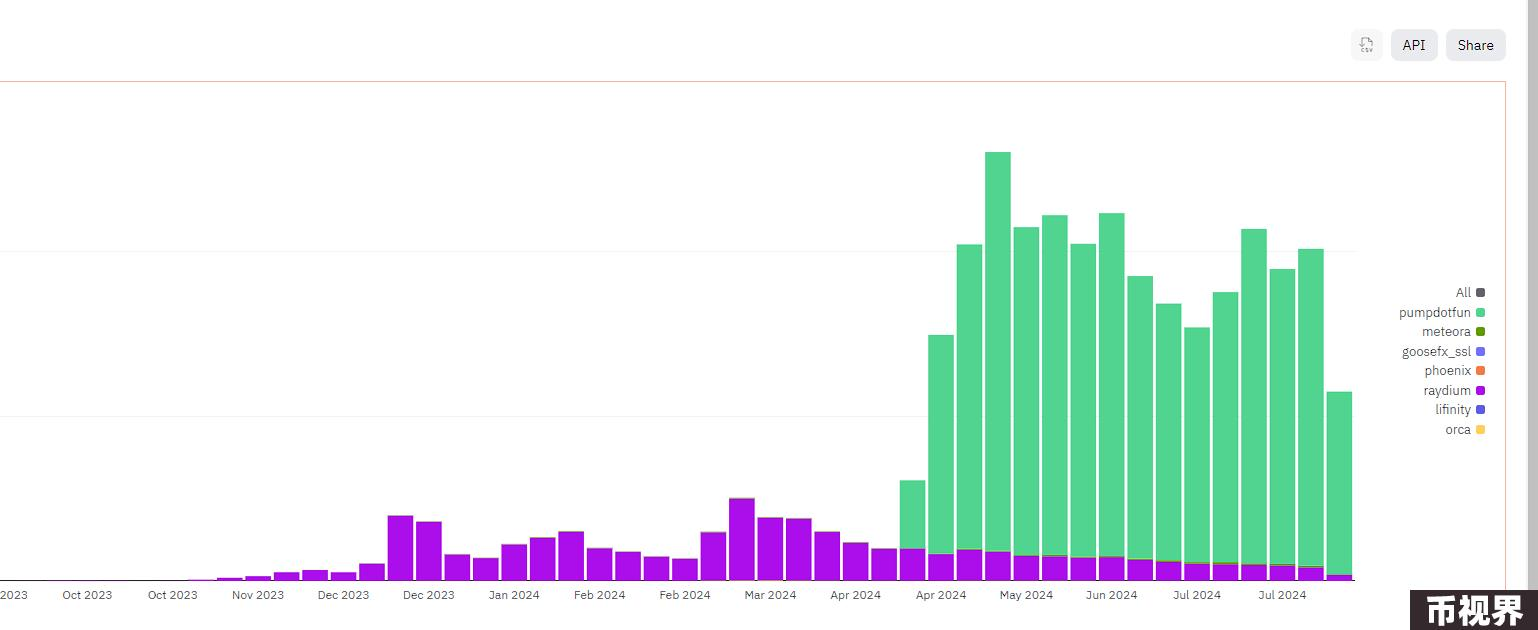 CSV
API
Share
All
pumpdotfun
meteora
goosefx_ssl
phoenix
raydium
lifinity
orca
2023 Oct 2023 Oct 2023 Nov 2023 Dec 2023 Dec 2023 Jan 2024 Feb 2024 Feb 2024 Mar 2024 Apr 2024 Apr 2024 May 2024 Jun 2024 Jul 2024 Jul 2024
币视界